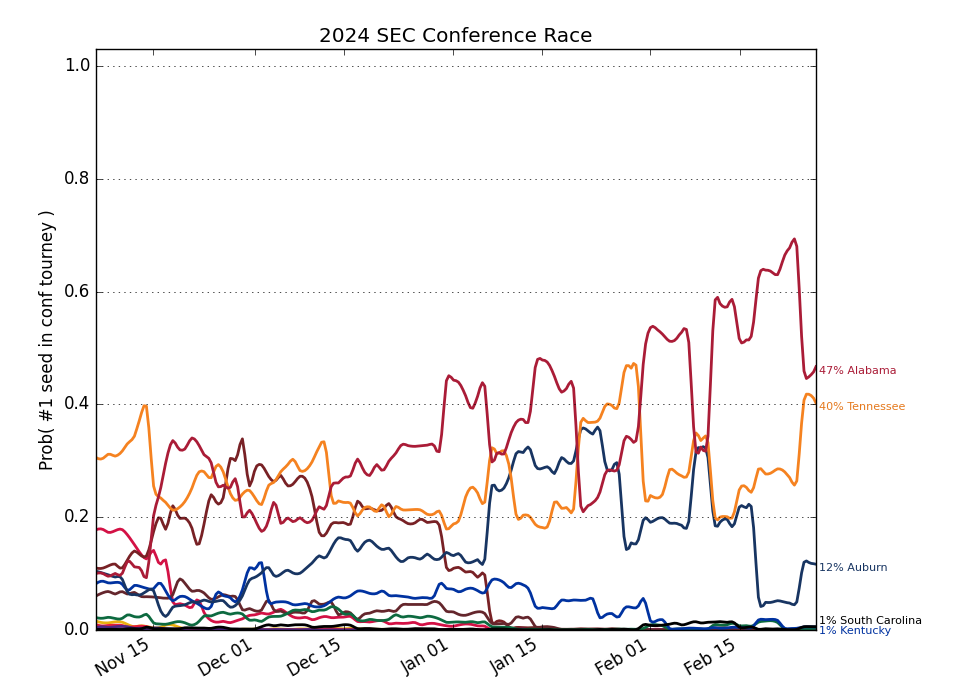 2024 SEC Conference Race
Prob( #1 seed in conf tourney )
1.0
0.8
0.6
0.4
0.2
0.0
47% Alabama
40% Tennessee
12% Auburn
1% South Carolina
1% Kentucky
Nov 15
Dec 01
Dec 15
Jan 01
Jan 15
Feb 01
Feb 15